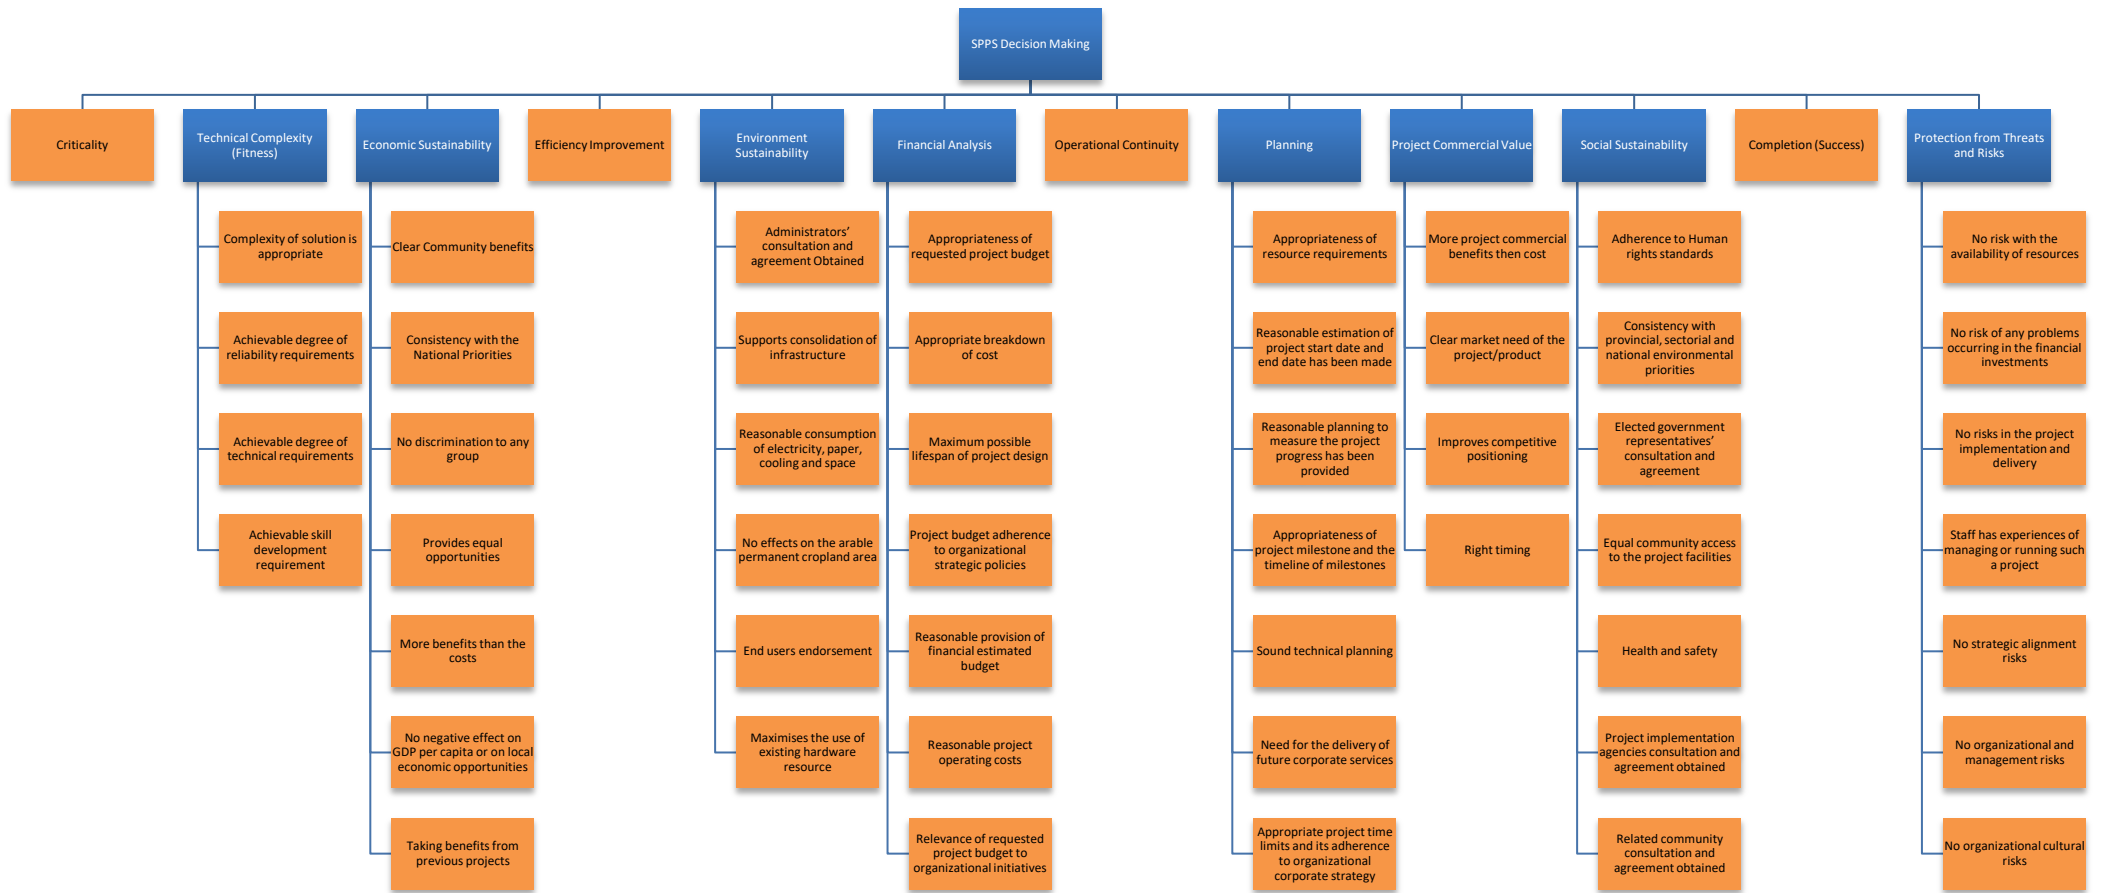 SPPS Decision Making
Criticality
Technical Complexity
(Fitness)
Economic Sustainability
Efficiency Improvement
Environment
Sustainability
Financial Analysis
Operational Continuity
Planning
Project Commercial Value
Social Sustainability
Completion (Success)
Protection from Threats
and Risks
Complexity of solution is
appropriate
Achievable degree of
reliability requirements
Achievable degree of
technical requirements
Achievable skill
development
requirement
Clear Community benefits
Consistency with the
National Priorities
No discrimination to any
group
Provides equal
opportunities
More benefits than the
costs
No negative effect on
GDP per capita or on local
economic opportunities
Taking benefits from
previous projects
Administrators’
consultation and
agreement Obtained
Supports consolidation of
infrastructure
Reasonable consumption
of electricity, paper,
cooling and space
No effects on the arable
permanent cropland area
End users endorsement
Maximises the use of
existing hardware
resource
Appropriateness of
requested project budget
Appropriate breakdown
of cost
Maximum possible
lifespan of project design
Project budget adherence
to organizational
strategic policies
Reasonable provision of
financial estimated
budget
Reasonable project
operating costs
Relevance of requested
project budget to
organizational initiatives
Appropriateness of
resource requirements
Reasonable estimation of
project start date and
end date has been made
Reasonable planning to
measure the project
progress has been
provided
Appropriateness of
project milestone and the
timeline of milestones
Sound technical planning
Need for the delivery of
future corporate services
Appropriate project time
limits and its adherence
to organizational
corporate strategy
More project commercial
benefits then cost
Clear market need of the
project/product
Improves competitive
positioning
Right timing
Adherence to Human
rights standards
Consistency with
provincial, sectorial and
national environmental
priorities
Elected government
representatives’
consultation and
agreement
Equal community access
to the project facilities
Health and safety
Project implementation
agencies consultation and
agreement obtained
Related community
consultation and
agreement obtained
No risk with the
availability of resources
No risk of any problems
occurring in the financial
investments
No risks in the project
implementation and
delivery
Staff has experiences of
managing or running such
a project
No strategic alignment
risks
No organizational and
management risks
No organizational cultural
risks